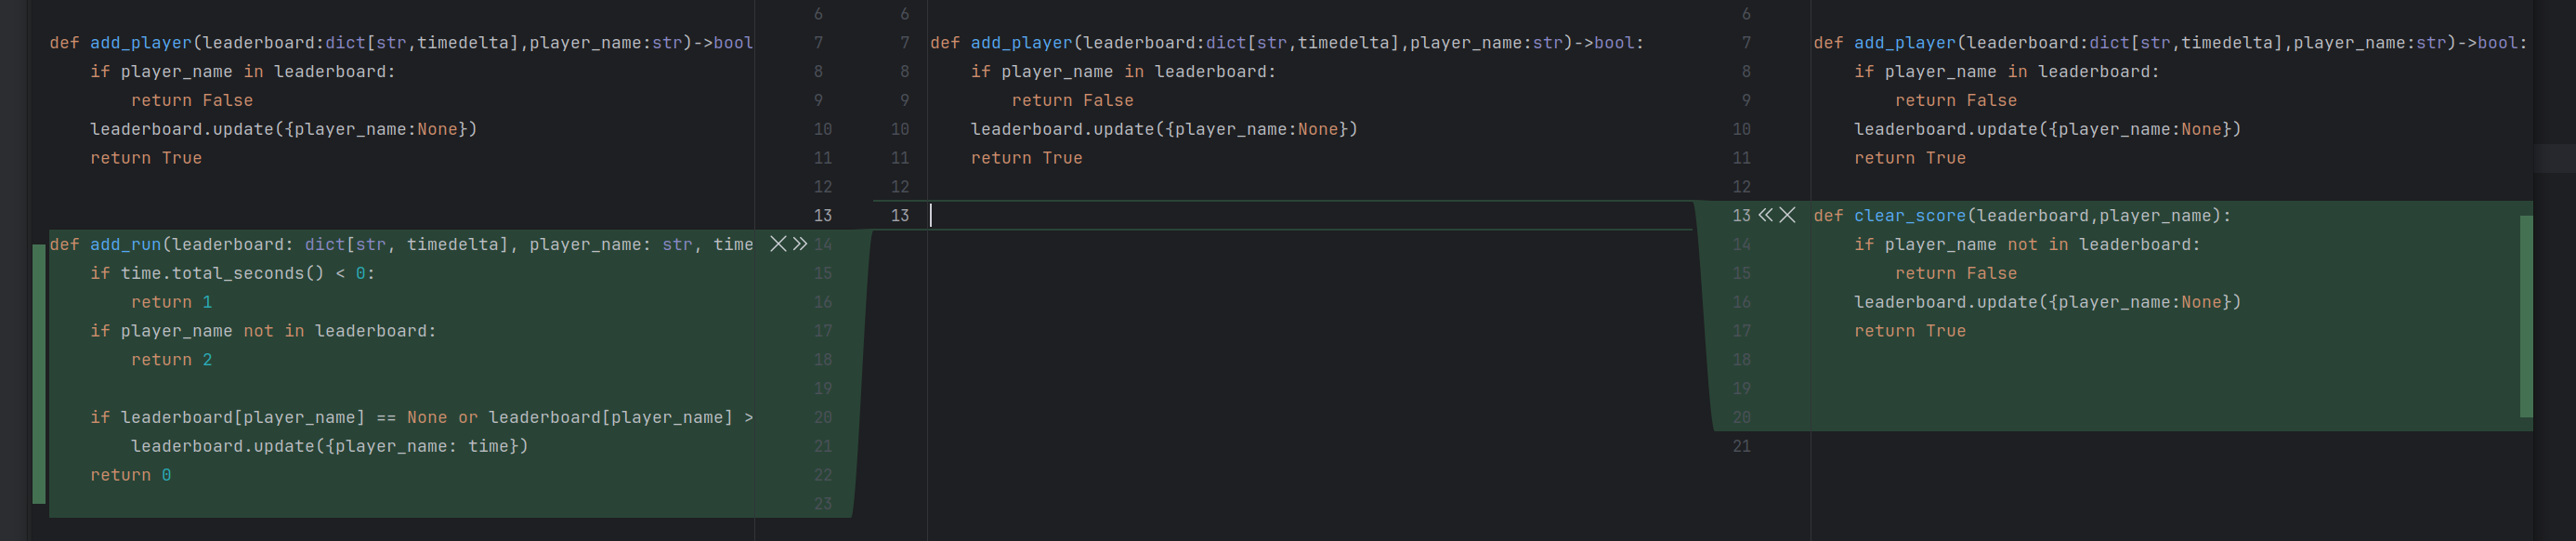 6 6 6
def add_player(leaderboard:dict[str,timedelta],player_name:str)->bool 7 7 def add_player(leaderboard:dict[str,timedelta],player_name:str)->bool: 7 def add_player(leaderboard:dict[str,timedelta],player_name:str)->bool:
if player_name in leaderboard: 8 8 if player_name in leaderboard: 8 if player_name in leaderboard:
return False 9 9 return False 9 return False
leaderboard.update({player_name:None}) 10 10 leaderboard.update({player_name:None}) 10 leaderboard.update({player_name:None})
return True 11 11 return True 11 return True
12 12 12
13 13 13 def clear_score(leaderboard,player_name):
def add_run(leaderboard: dict[str, timedelta], player_name: str, time 14 14 if player_name not in leaderboard:
if time.total_seconds() < 0: 15 15 return False
return 1 16 16 leaderboard.update({player_name:None})
if player_name not in leaderboard: 17 17 return True
return 2 18 18
19 19
if leaderboard[player_name] == None or leaderboard[player_name] > 20 20
leaderboard.update({player_name: time}) 21 21
return 0 22
23